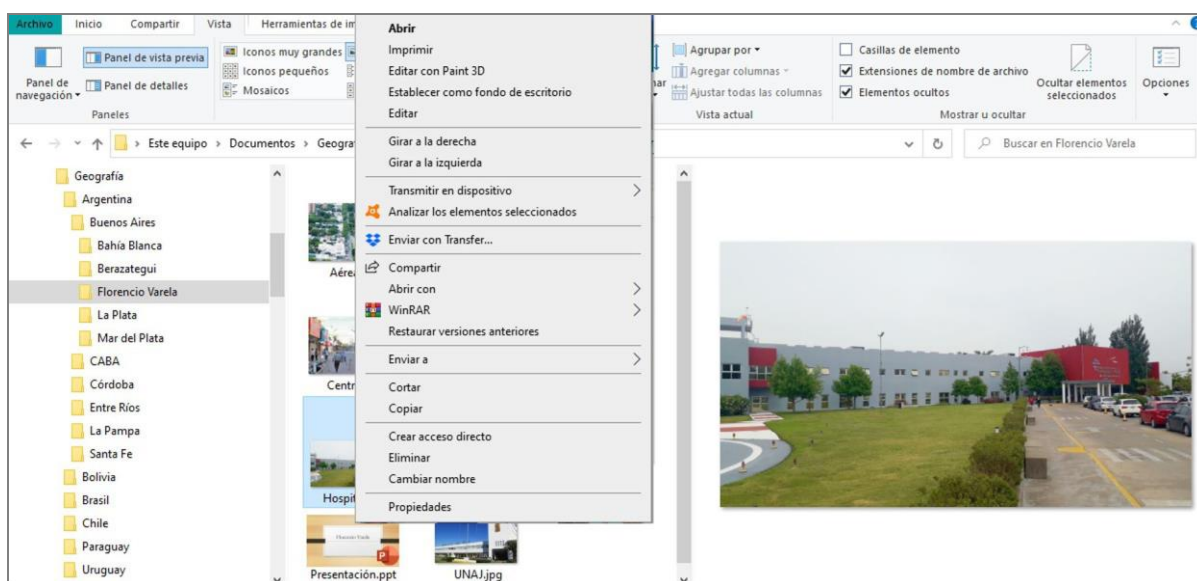 Archivo Inicio Compartir Vista Herramientas de im
Panel de navegación
Panel de vista previa
Panel de detalles
Paneles
Iconos muy grandes
Iconos pequeños
Mosaicos
Agrupar por
Agregar columnas
Ajustar todas las columnas
Vista actual
Casillas de elemento
Extensiones de nombre de archivo
Elementos ocultos
Ocultar elementos seleccionados
Mostrar u ocultar
Opciones
Este equipo > Documentos > Geogra
Buscar en Florencio Varela
Geografía
Argentina
Buenos Aires
Bahía Blanca
Berazategui
Florencio Varela
La Plata
Mar del Plata
CABA
Córdoba
Entre Ríos
La Pampa
Santa Fe
Bolivia
Brasil
Chile
Paraguay
Uruguay
Aérea
Centr
Hospit
Florencio Varela
Presentación.ppt
UNAJ.jpg
Abrir
Imprimir
Editar con Paint 3D
Establecer como fondo de escritorio
Editar
Girar a la derecha
Girar a la izquierda
Transmitir en dispositivo
Analizar los elementos seleccionados
Enviar con Transfer...
Compartir
Abrir con
WinRAR
Restaurar versiones anteriores
Enviar a
Cortar
Copiar
Crear acceso directo
Eliminar
Cambiar nombre
Propiedades